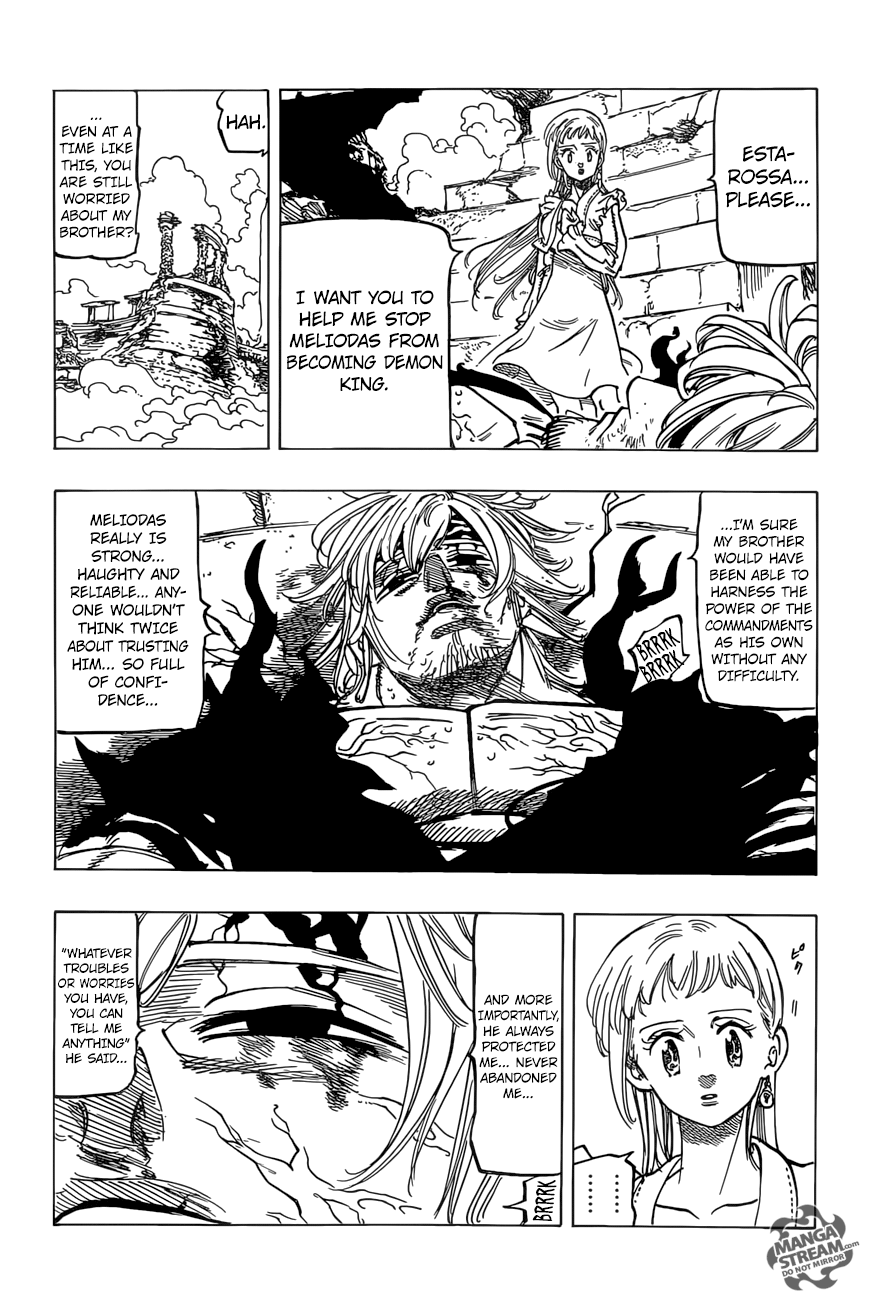 ESTA-
ROSSA...
PLEASE...
I WANT YOU TO
HELP ME STOP
MELIODAS FROM
BECOMING DEMON
KING.
HAH.
...
EVEN AT A
TIME LIKE
THIS, YOU
ARE STILL
WORRIED
ABOUT MY
BROTHER?
...I'M SURE
MY BROTHER
WOULD HAVE
BEEN ABLE TO
HARNESS THE
POWER OF THE
COMMANDMENTS
AS HIS OWN
WITHOUT ANY
DIFFICULTY.
BRRRK
BRRRK
MELIODAS
REALLY IS
STRONG...
HAUGHTY AND
RELIABLE... ANY-
ONE WOULDN'T
THINK TWICE
ABOUT TRUSTING
HIM... SO FULL
OF CONFI-
DENCE...
ピク
......
AND MORE
IMPORTANTLY,
HE ALWAYS
PROTECTED
ME... NEVER
ABANDONED
ME...
BRRRK
"WHATEVER
TROUBLES
OR WORRIES
YOU HAVE,
YOU CAN
TELL ME
ANYTHING"
HE SAID...
MANGA
STREAM.com
DO NOT MIRROR